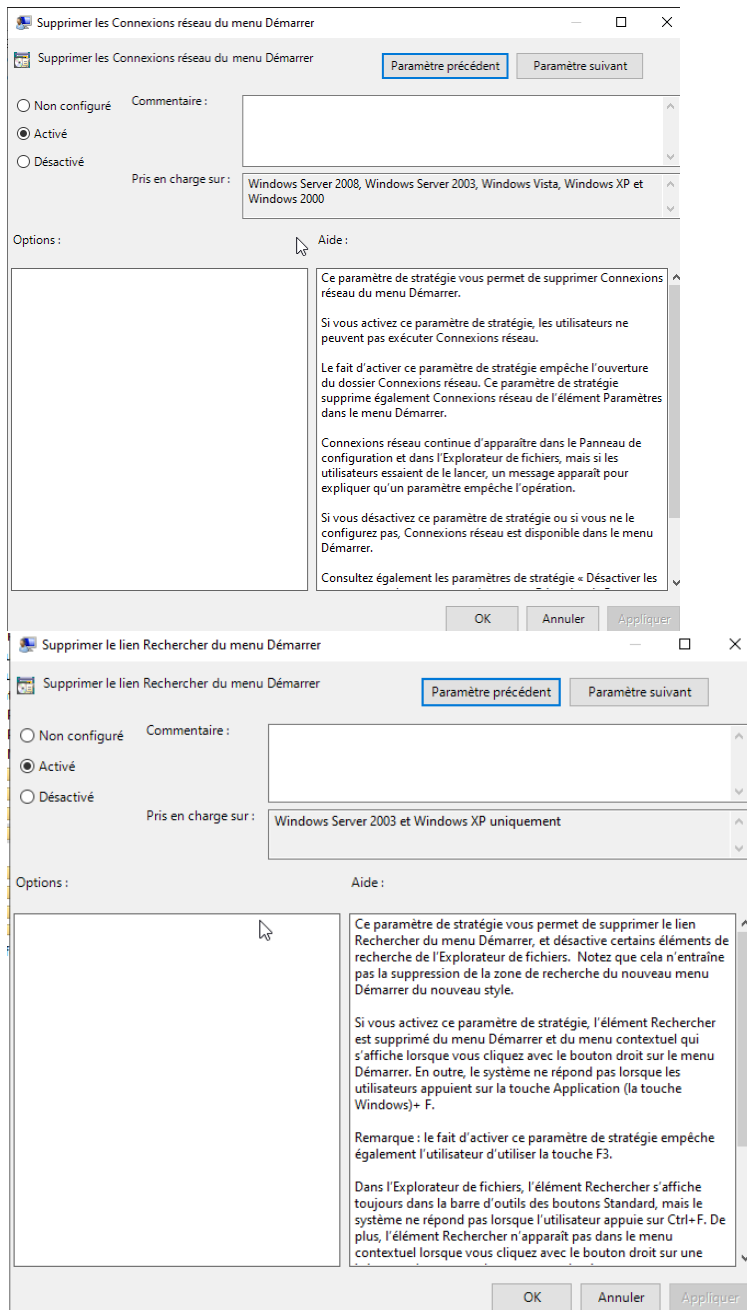 Supprimer les Connexions réseau du menu Démarrer
Supprimer les Connexions réseau du menu Démarrer
Paramètre précédent
Paramètre suivant
Non configuré
Commentaire :
Activé
Désactivé
Pris en charge sur :
Windows Server 2008, Windows Server 2003, Windows Vista, Windows XP et
Windows 2000
Options :
Aide :
Ce paramètre de stratégie vous permet de supprimer Connexions
réseau du menu Démarrer.
Si vous activez ce paramètre de stratégie, les utilisateurs ne
peuvent pas exécuter Connexions réseau.
Le fait d’activer ce paramètre de stratégie empêche l’ouverture
du dossier Connexions réseau. Ce paramètre de stratégie
supprime également Connexions réseau de l’élément Paramètres
dans le menu Démarrer.
Connexions réseau continue d’apparaître dans le Panneau de
configuration et dans l’Explorateur de fichiers, mais si les
utilisateurs essaient de le lancer, un message apparaît pour
expliquer qu’un paramètre empêche l’opération.
Si vous désactivez ce paramètre de stratégie ou si vous ne le
configurez pas, Connexions réseau est disponible dans le menu
Démarrer.
Consultez également les paramètres de stratégie « Désactiver les
OK
Annuler
Appliquer
Supprimer le lien Rechercher du menu Démarrer
Supprimer le lien Rechercher du menu Démarrer
Paramètre précédent
Paramètre suivant
Non configuré
Commentaire :
Activé
Désactivé
Pris en charge sur :
Windows Server 2003 et Windows XP uniquement
Options :
Aide :
Ce paramètre de stratégie vous permet de supprimer le lien
Rechercher du menu Démarrer, et désactive certains éléments de
recherche de l’Explorateur de fichiers.  Notez que cela n’entraîne
pas la suppression de la zone de recherche du nouveau menu
Démarrer du nouveau style.
Si vous activez ce paramètre de stratégie, l’élément Rechercher
est supprimé du menu Démarrer et du menu contextuel qui
s’affiche lorsque vous cliquez avec le bouton droit sur le menu
Démarrer. En outre, le système ne répond pas lorsque les
utilisateurs appuient sur la touche Application (la touche
Windows)+ F.
Remarque : le fait d’activer ce paramètre de stratégie empêche
également l’utilisateur d’utiliser la touche F3.
Dans l’Explorateur de fichiers, l’élément Rechercher s’affiche
toujours dans la barre d’outils des boutons Standard, mais le
système ne répond pas lorsque l’utilisateur appuie sur Ctrl+F. De
plus, l’élément Rechercher n’apparaît pas dans le menu
contextuel lorsque vous cliquez avec le bouton droit sur une
OK
Annuler
Appliquer